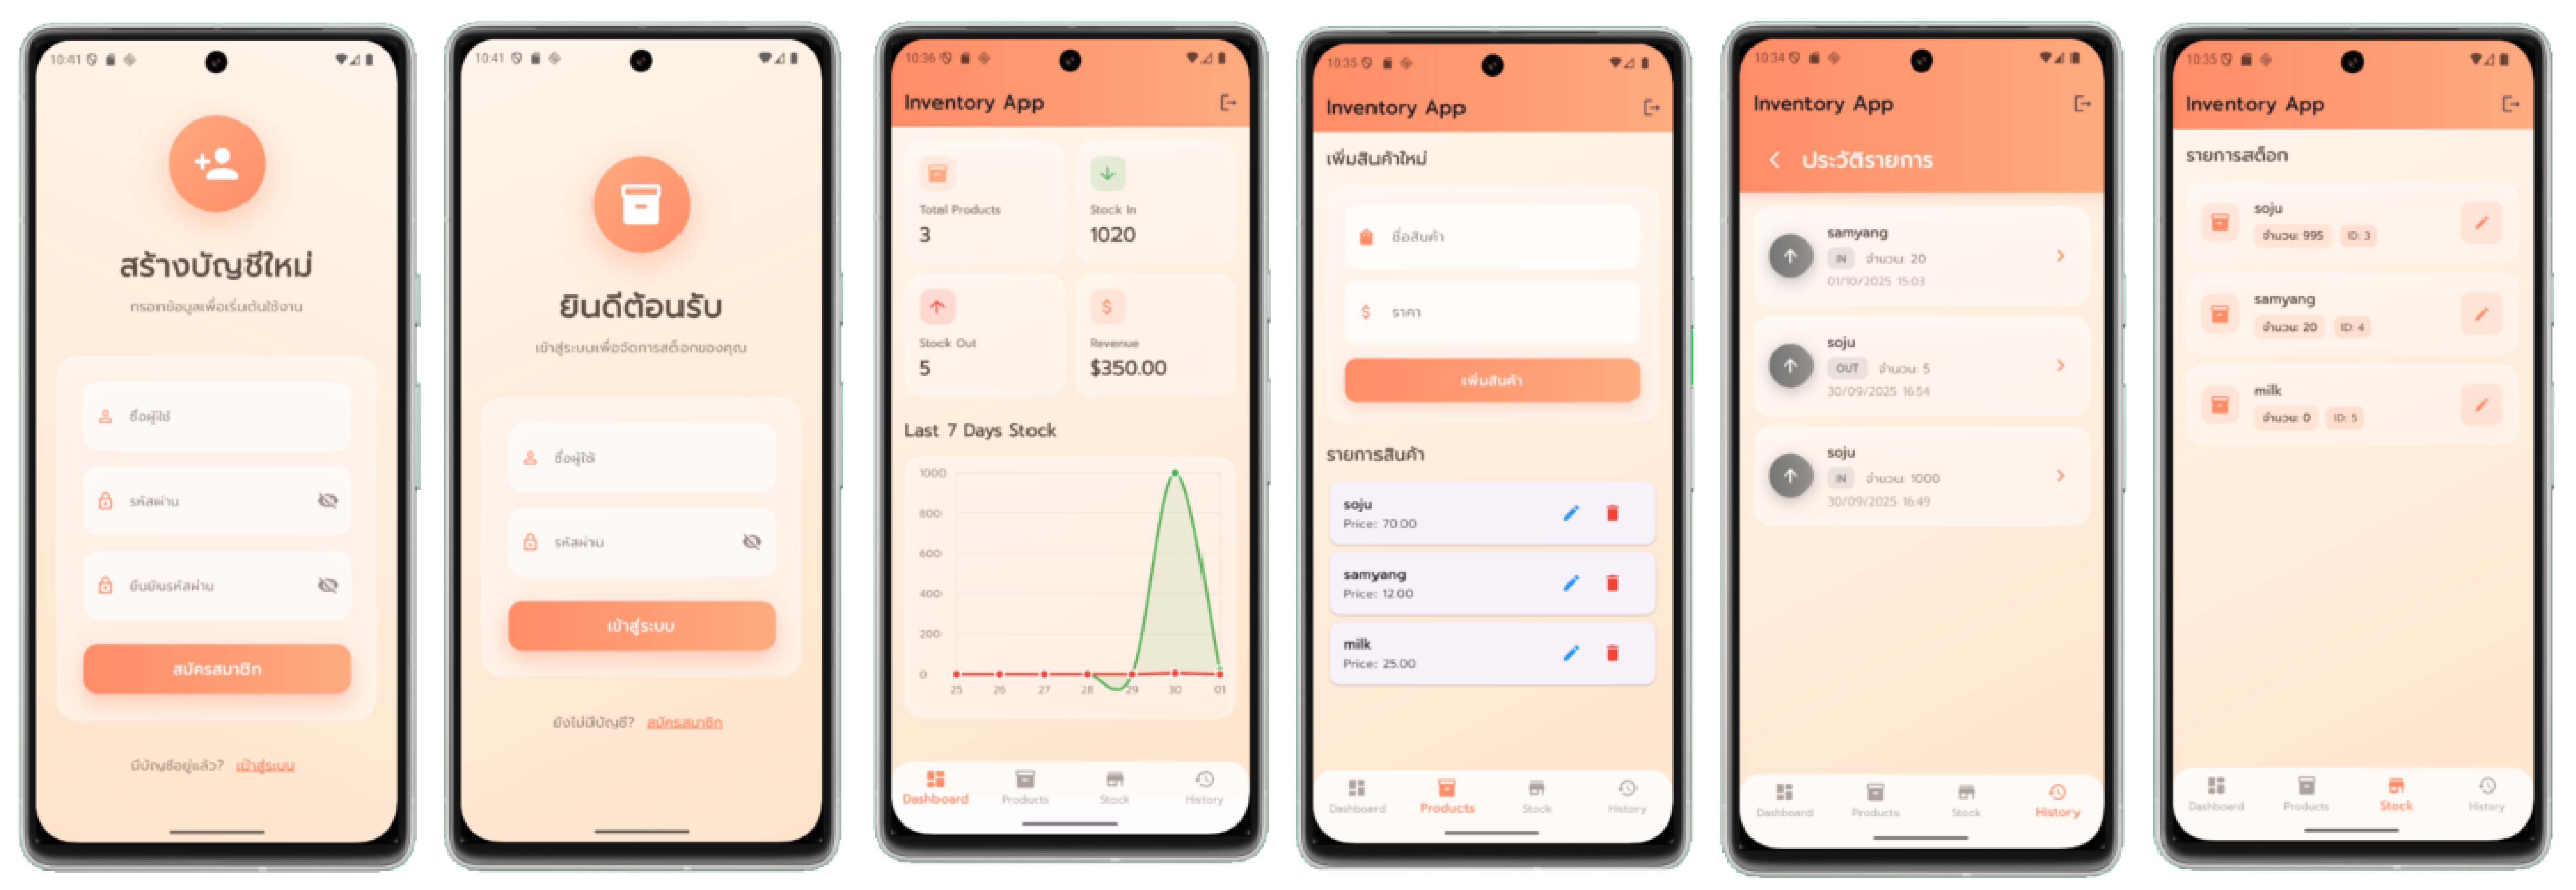 10:41
สร้างบัญชีใหม่
กรอกข้อมูลเพื่อเริ่มต้นใช้งาน
ชื่อผู้ใช้
รหัสผ่าน
ยืนยันรหัสผ่าน
สมัครสมาชิก
มีบัญชีอยู่แล้ว? เข้าสู่ระบบ
10:41
ยินดีต้อนรับ
เข้าสู่ระบบเพื่อจัดการสต็อกของคุณ
ชื่อผู้ใช้
รหัสผ่าน
เข้าสู่ระบบ
ยังไม่มีบัญชี? สมัครสมาชิก
10:36
Inventory App
Total Products
3
Stock In
1020
Stock Out
5
Revenue
$350.00
Last 7 Days Stock
1000
800
600
400
200
0
25 26 27 28 29 30 01
Dashboard Products Stock History
10:35
Inventory App
เพิ่มสินค้าใหม่
ชื่อสินค้า
ราคา
เพิ่มสินค้า
รายการสินค้า
soju
Price: 70.00
samyang
Price: 12.00
milk
Price: 25.00
Dashboard Products Stock History
10:34
Inventory App
ประวัติรายการ
samyang
IN จำนวน: 20
01/10/2025 15:03
soju
OUT จำนวน: 5
30/09/2025 16:54
soju
IN จำนวน: 1000
30/09/2025 16:49
Dashboard Products Stock History
10:35
Inventory App
รายการสต็อก
soju
จำนวน: 995 ID: 3
samyang
จำนวน: 20 ID: 4
milk
จำนวน: 0 ID: 5
Dashboard Products Stock History